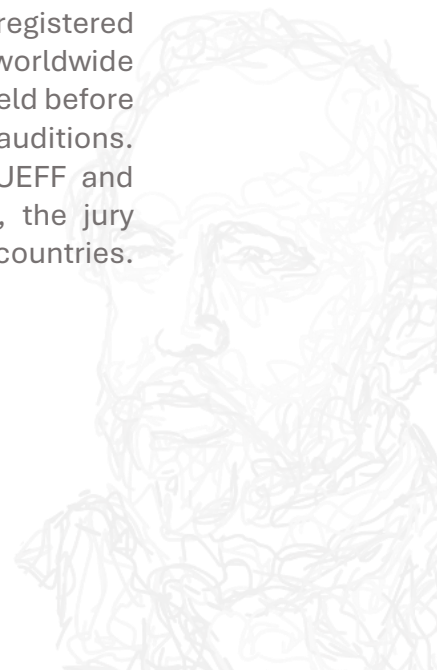 registered
worldwide
eld before
auditions.
JEFF and
, the jury
countries.